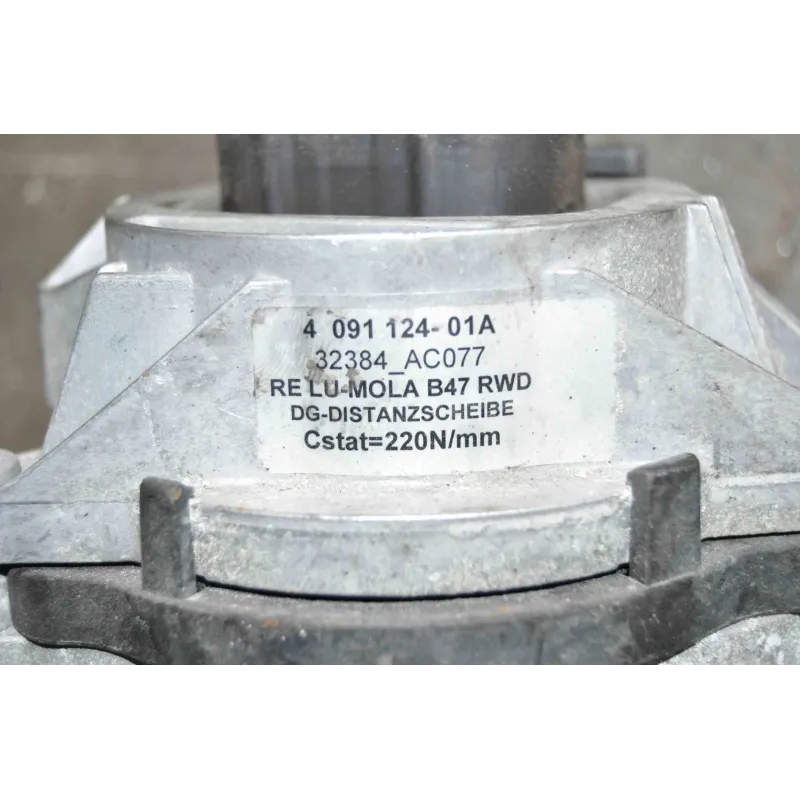 4 091 124- 01A
32384_AC077
RE LU-MOLA B47 RWD
DG-DISTANZSCHEIBE
Cstat=220N/mm